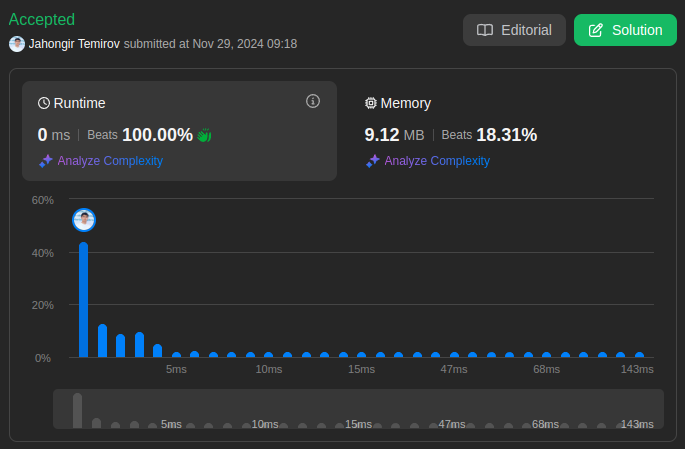 Accepted
Jahongir Temirov submitted at Nov 29, 2024 09:18
Editorial
Solution
Runtime
0 ms | Beats 100.00%
Analyze Complexity
Memory
9.12 MB | Beats 18.31%
Analyze Complexity
60%
40%
20%
0%
5ms 10ms 15ms 47ms 68ms 143ms
5ms 10ms 15ms 47ms 68ms 143ms